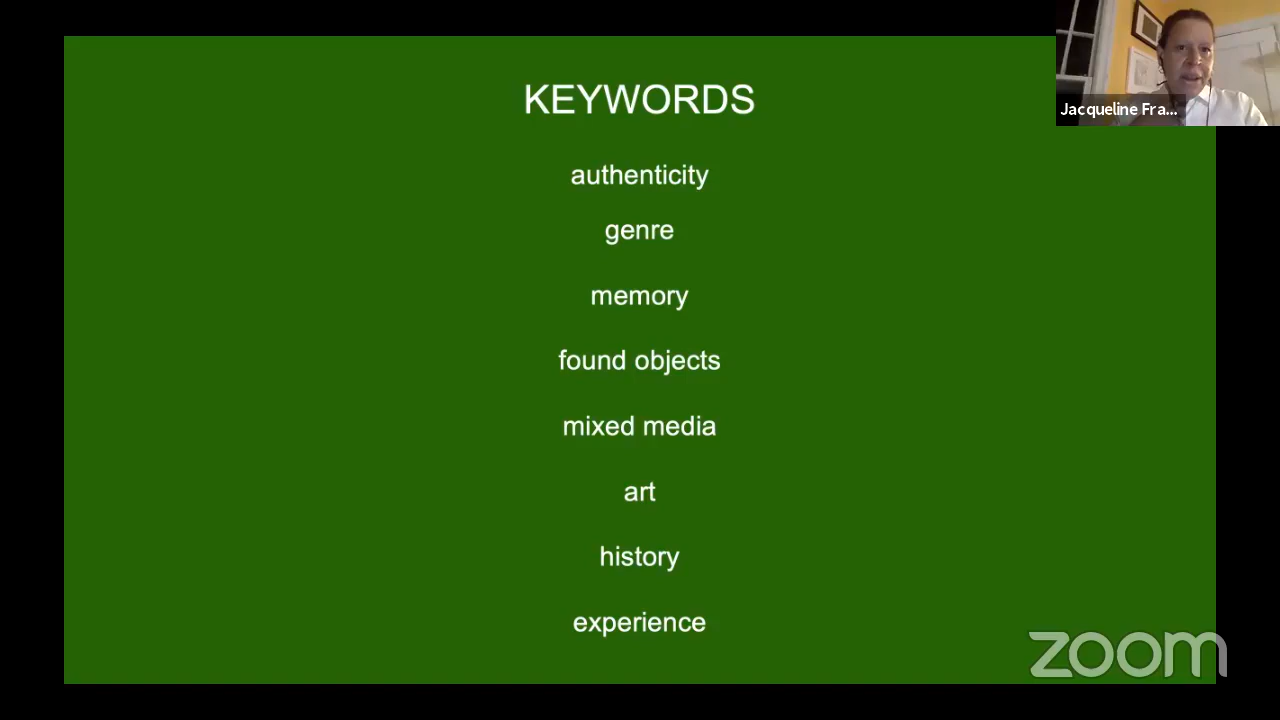 KEYWORDS
authenticity
genre
memory
found objects
mixed media
art
history
experience
Jacqueline Fra...
zoom